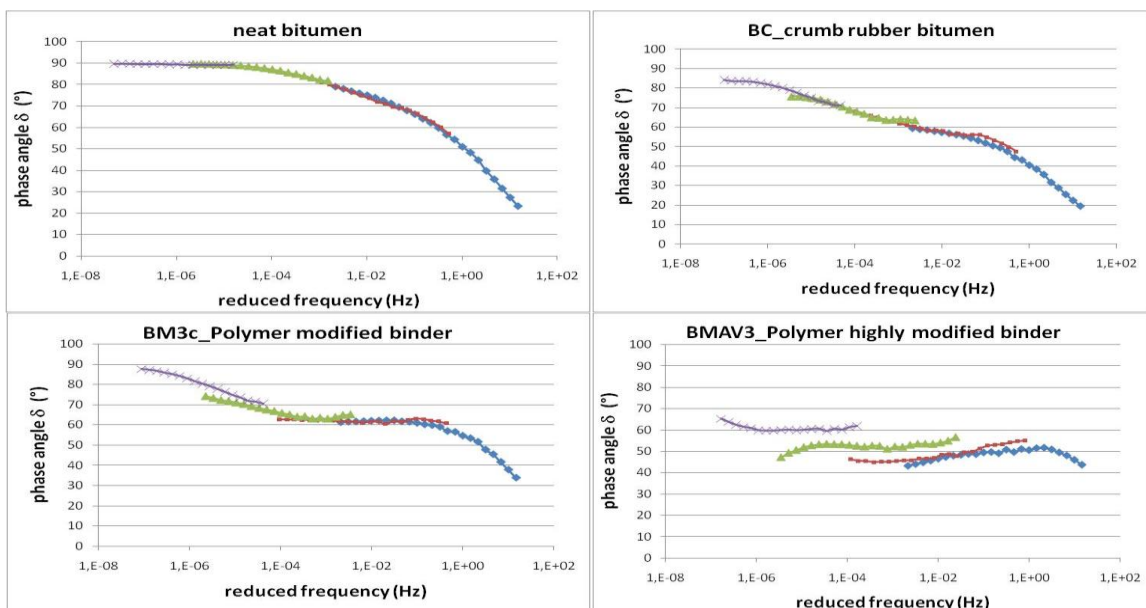 neat bitumen
phase angle δ (°)
100
90
80
70
60
50
40
30
20
10
0
1,E-08 1,E-06 1,E-04 1,E-02 1,E+00 1,E+02
reduced frequency (Hz)
BC_crumb rubber bitumen
phase angle δ (°)
100
90
80
70
60
50
40
30
20
10
0
1,E-08 1,E-06 1,E-04 1,E-02 1,E+00 1,E+02
reduced frequency (Hz)
BM3c_Polymer modified binder
phase angle δ (°)
100
90
80
70
60
50
40
30
20
10
0
1,E-08 1,E-06 1,E-04 1,E-02 1,E+00 1,E+02
reduced frequency (Hz)
BMAV3_Polymer highly modified binder
phase angle δ (°)
100
90
80
70
60
50
40
30
20
10
0
1,E-08 1,E-06 1,E-04 1,E-02 1,E+00 1,E+02
reduced frequency (Hz)